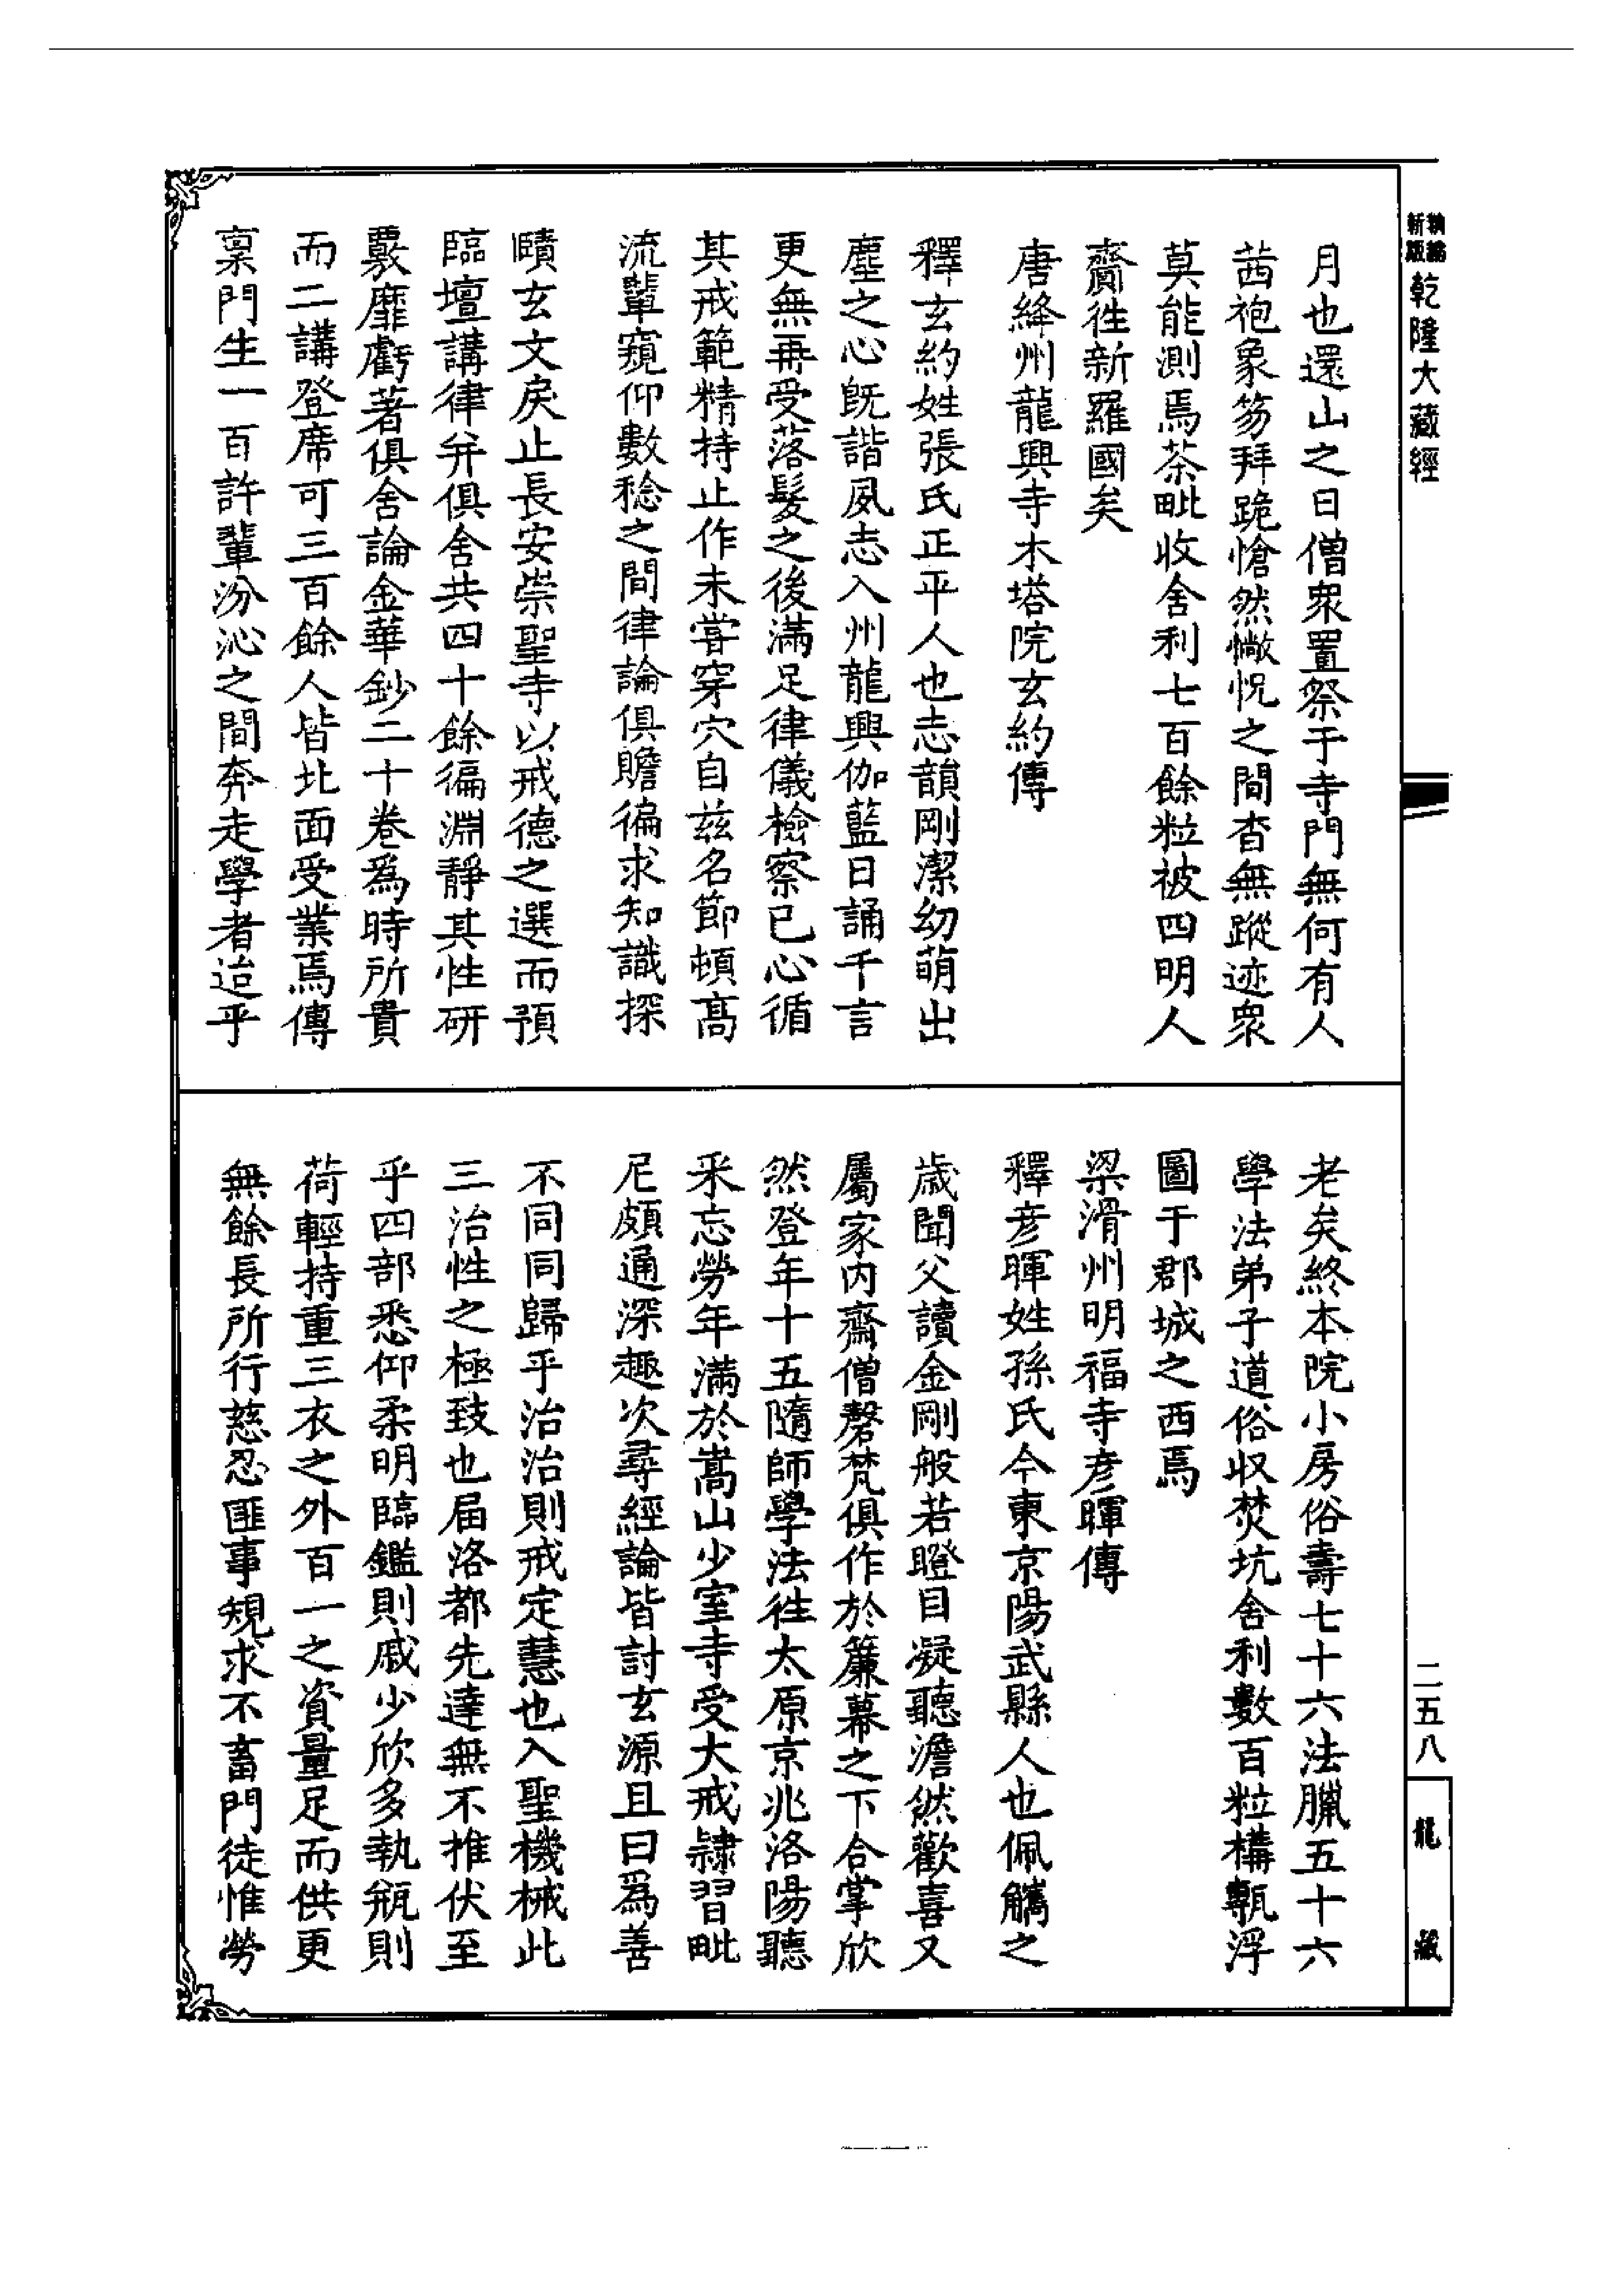 新編
縮版
乾隆大藏經
月也還山之日僧衆置祭于寺門無何有人
茜袍象笏拜跪愴然慽怳之間杳無蹤迹衆
莫能測焉茶毗收舍利七百餘粒被四明人
齎往新羅國矣
唐絳州龍興寺木塔院玄約傳
釋玄約姓張氏正平人也志韻剛潔幼萌出
塵之心旣諧夙志入州龍興伽藍日誦千言
更無再受落髮之後滿足律儀檢察已心循
其戒範精持止作未甞穿穴自兹名節頓髙
流輩窺仰數稔之間律論俱贍徧求知識探
賾玄文戾止長安崇聖寺以戒德之選而預
臨壇講律并俱舍共四十餘徧淵靜其性研
覈靡虧著俱舍論金華鈔二十卷爲時所貴
而二講登席可三百餘人皆北面受業焉傳
稟門生一百許輩汾沁之間奔走學者迨乎
老矣終本院小房俗壽七十六法臘五十六
學法弟子道俗収焚坑舍利數百粒構甎浮
圖于郡城之西焉
梁滑州明福寺彥暉傳
釋彥暉姓孫氏今東京陽武縣人也佩觿之
歳聞父讀金剛般若瞪目凝聽澹然歡喜又
屬家内齋僧磬梵俱作於簾幕之下合掌欣
然登年十五隨師學法往太原京兆洛陽聽
釆忘勞年滿於嵩山少室寺受大戒隷習毗
尼頗通深趣次尋經論皆討玄源且曰爲善
不同同歸乎治治則戒定慧也入聖機械此
三治性之極致也届洛都先達無不推伏至
乎四部悉仰柔明臨鑑則戚少欣多執瓶則
荷輕持重三衣之外百一之資量足而供更
無餘長所行慈忍匪事規求不畜門徒惟勞
二五八
龍藏